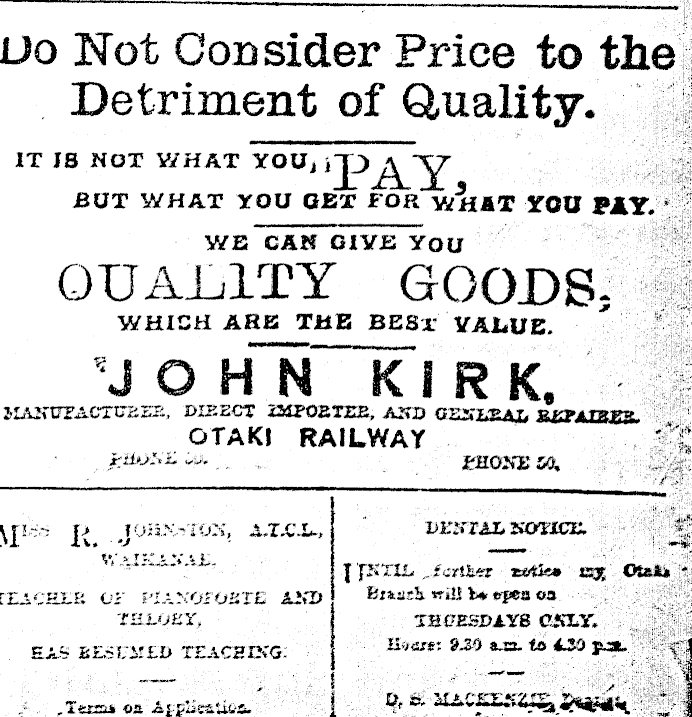 Do Not Consider Price to the
Detriment of Quality.
IT IS NOT WHAT YOU PAY,
BUT WHAT YOU GET FOR WHAT YOU PAY.
WE CAN GIVE YOU
QUALITY GOODS,
WHICH ARE THE BEST VALUE.
JOHN KIRK,
MANUFACTURER, DIRECT IMPORTER, AND GENERAL REPAIRER.
OTAKI RAILWAY
PHONE 50. PHONE 50.
MISS R. JOHNSTON, A.T.C.L.,
WAIKANAE.
TEACHER OF PIANOFORTE AND
THEORY,
HAS RESUMED TEACHING.
Terms on Application.
DENTAL NOTICE.
UNTIL further notice my Otaki
Branch will be open on
THURSDAYS ONLY.
Hours: 9.30 a.m. to 4.30 p.m.
D. S. MACKENZIE, Dentist